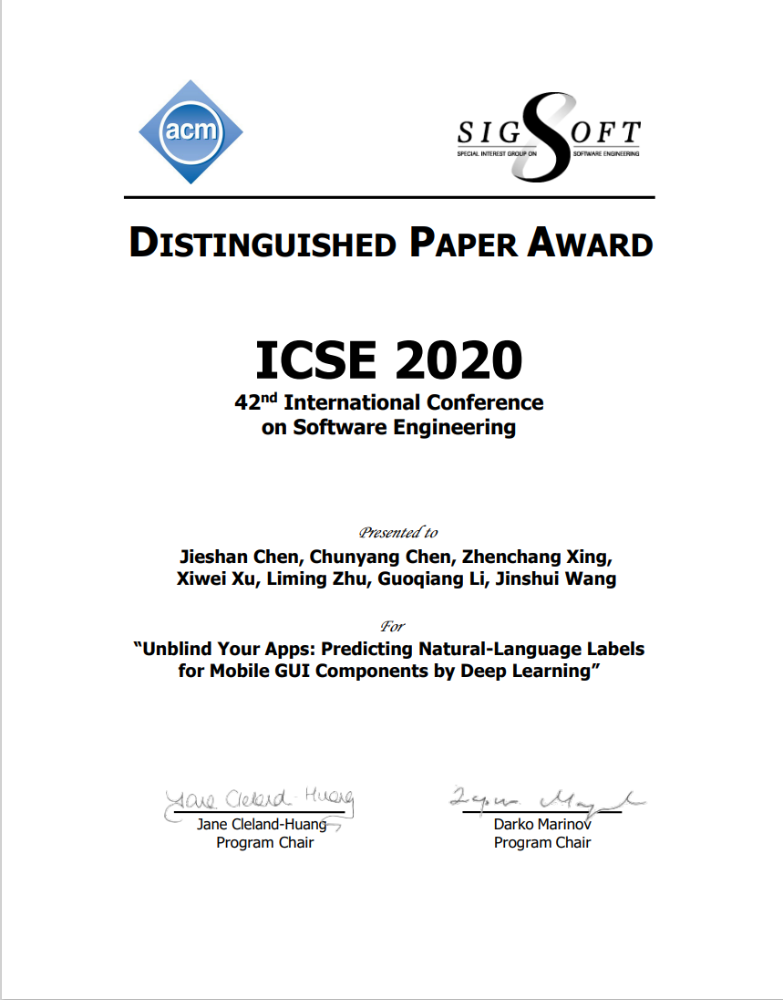 acm
SIGSOFT
SPECIAL INTEREST GROUP ON SOFTWARE ENGINEERING
DISTINGUISHED PAPER AWARD
ICSE 2020
42nd International Conference
on Software Engineering
Presented to
Jieshan Chen, Chunyang Chen, Zhenchang Xing,
Xiwei Xu, Liming Zhu, Guoqiang Li, Jinshui Wang
For
“Unblind Your Apps: Predicting Natural-Language Labels
for Mobile GUI Components by Deep Learning”
Jane Cleland-Huang
Jane Cleland-Huang Darko Marinov
Program Chair Program Chair